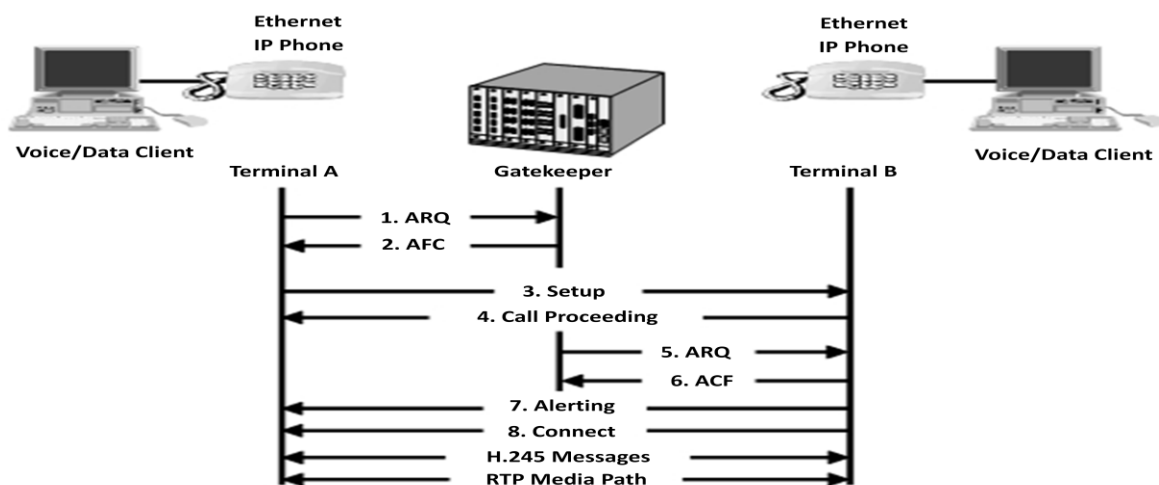 Ethernet
IP Phone
Ethernet
IP Phone
Voice/Data Client
Voice/Data Client
Terminal A
Gatekeeper
Terminal B
1. ARQ
2. AFC
3. Setup
4. Call Proceeding
5. ARQ
6. ACF
7. Alerting
8. Connect
H.245 Messages
RTP Media Path